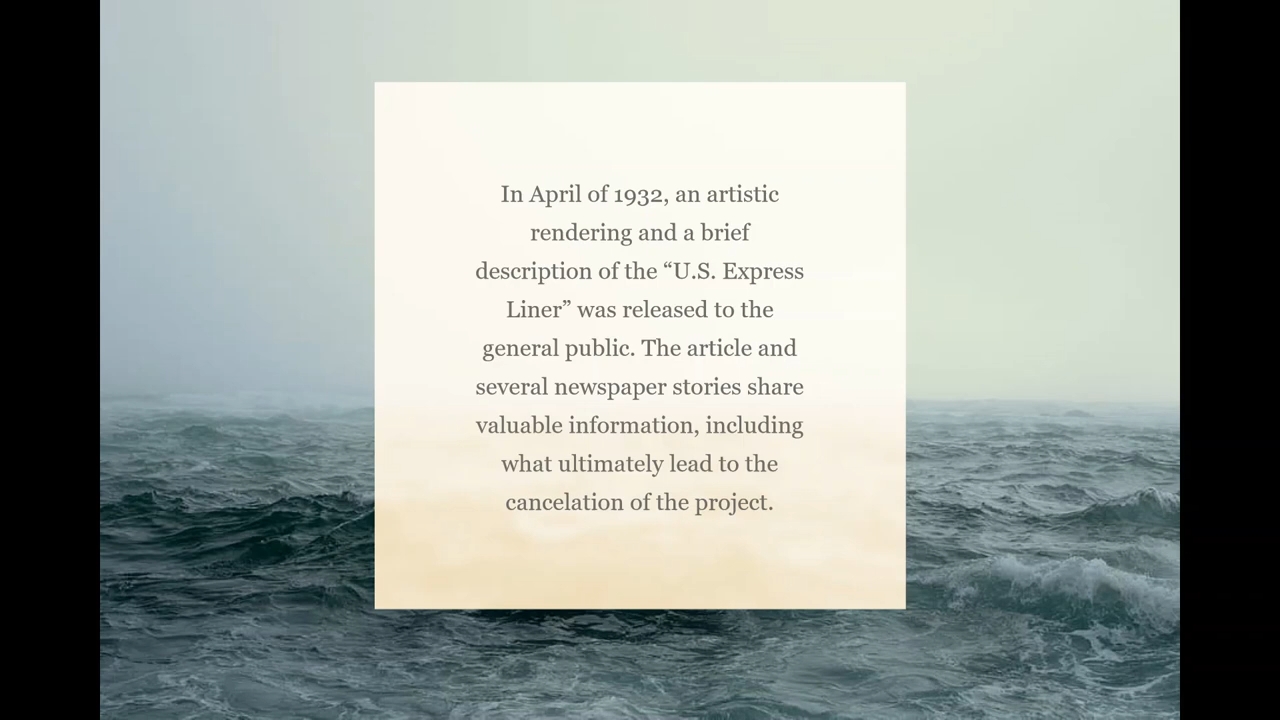 In April of 1932, an artistic
rendering and a brief
description of the “U.S. Express
Liner” was released to the
general public. The article and
several newspaper stories share
valuable information, including
what ultimately lead to the
cancelation of the project.